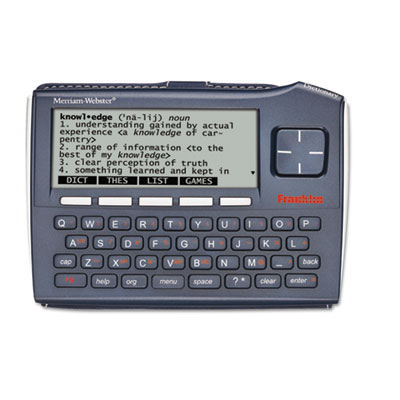 Dictionary
Merriam-Webster®
knowl•edge ('nä-lij) noun
1. understanding gained by actual
experience <a knowledge of car-
pentry>
2. range of information <to the
best of my knowledge>
3. clear perception of truth
4. something learned and kept in
DICT THES LIST GAMES
Franklin
Q W E R T Y U I O P
A S D F G H J K L
cap Z X C V B N M back
help org menu space ?* clear enter